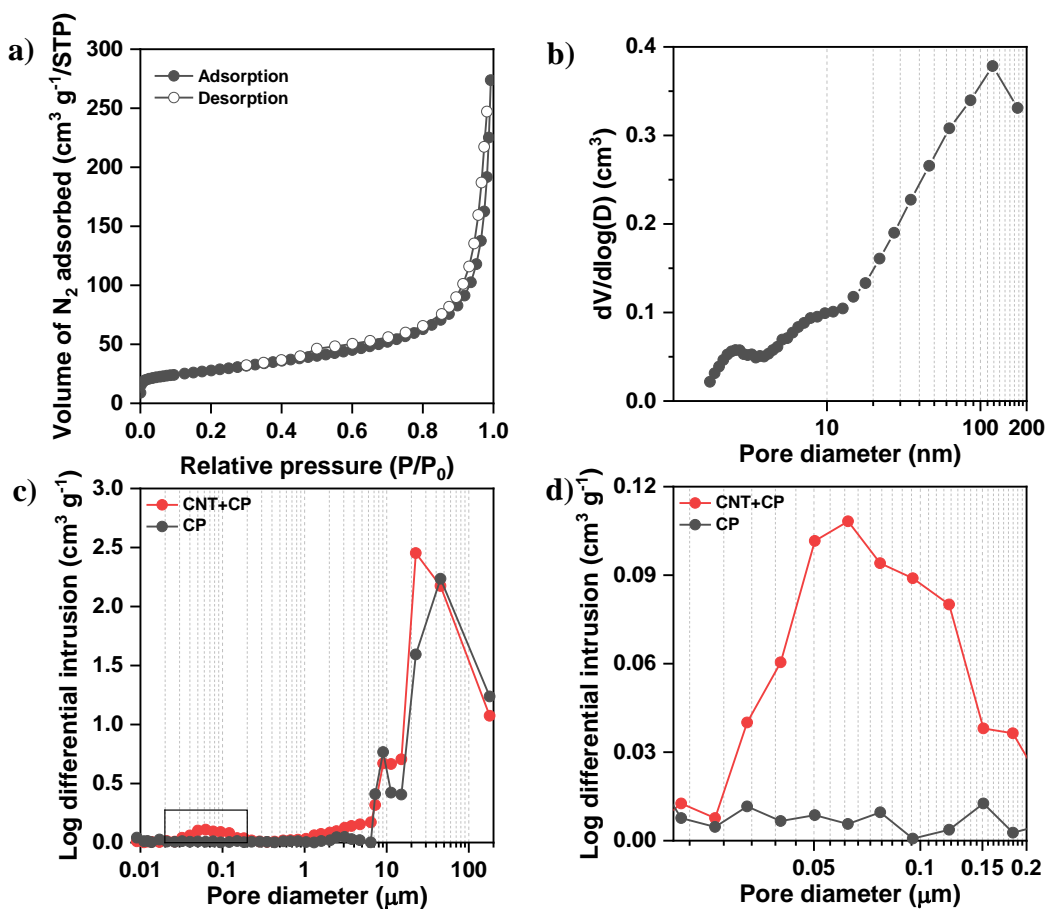 a)
300
250
200
150
100
50
0
Volume of N₂ adsorbed (cm³ g⁻¹/STP)
Adsorption
Desorption
0.0 0.2 0.4 0.6 0.8 1.0
Relative pressure (P/P₀)
b)
0.4
0.3
0.2
0.1
0.0
dV/dlog(D) (cm³)
10 100 200
Pore diameter (nm)
c)
3.0
2.5
2.0
1.5
1.0
0.5
0.0
Log differential intrusion (cm³ g⁻¹)
CNT+CP
CP
0.01 0.1 1 10 100
Pore diameter (μm)
d)
0.12
0.09
0.06
0.03
0.00
Log differential intrusion (cm³ g⁻¹)
CNT+CP
CP
0.05 0.1 0.15 0.2
Pore diameter (μm)